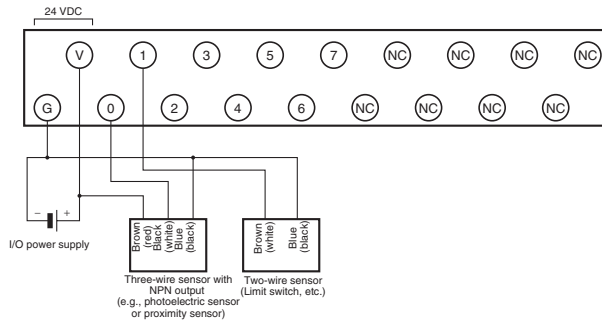 24 VDC
V 1 3 5 7 NC NC NC NC
G 0 2 4 6 NC NC NC NC
− +
I/O power supply
Brown (red)
Black (white)
Blue (black)
Brown (white)
Blue (black)
Three-wire sensor with
NPN output
(e.g., photoelectric sensor
or proximity sensor)
Two-wire sensor
(Limit switch, etc.)